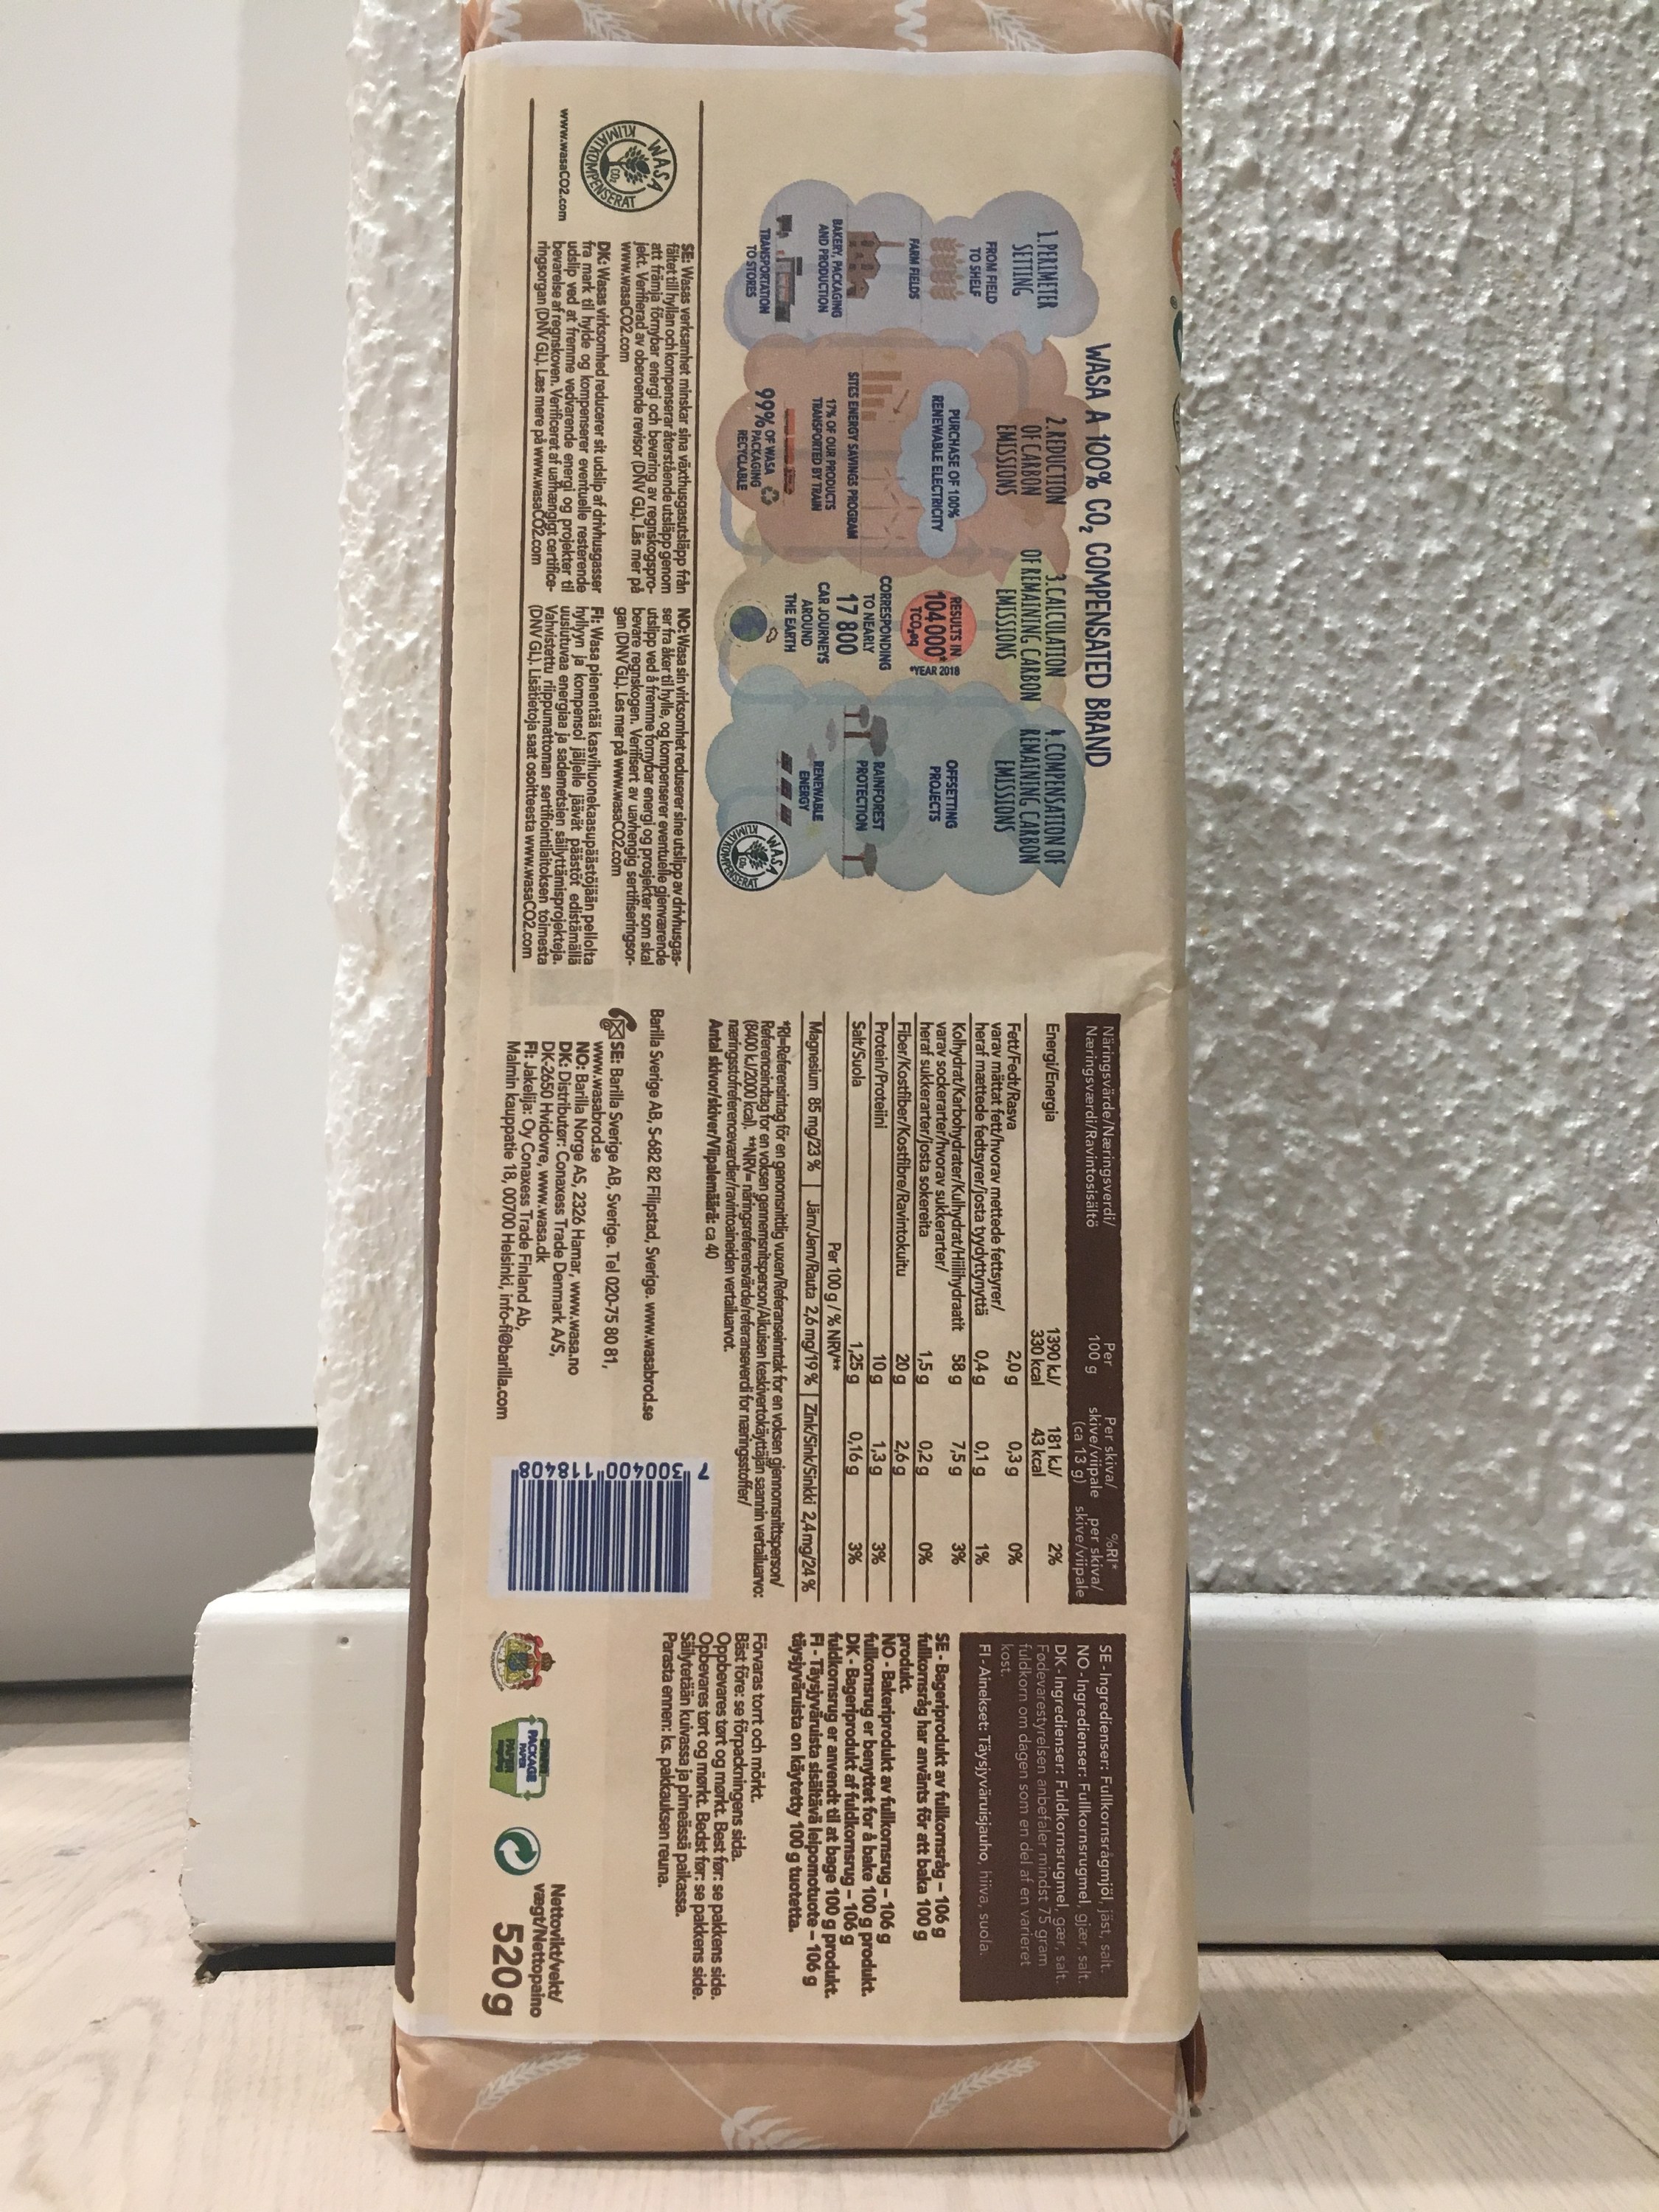 WASA A 100% CO₂ COMPENSATED BRAND
1. PERIMETER
SETING
FROM FIELD
TO SHELF
FARM FIELDS
BAKERY, PACKAGING
AND PRODUCTION
TRANSPORTATION
TO STORES
2. REDUCTION
OF CARBON
EMISSIONS
PURCHASE OF 100%
RENEWABLE ELECTRICITY
SITES ENERGY SAVINGS PROGRAM
17% OF OUR PRODUCTS
TRANSPORTED BY TRAIN
99% OF WASA
PACKAGING
RECYCLABLE
3. CALCULATION
OF REMAINING CARBON
EMISSIONS
RESULTS IN
104 000*
TCO₂eq
*YEAR 2018
CORRESPONDING
TO NEARLY
17 800
CAR JOURNEYS
AROUND
THE EARTH
4. COMPENSATION OF
REMAINING CARBON
EMISSIONS
OFFSETTING
PROJECTS
RAINFOREST
PROTECTION
RENEWABLE
ENERGY
WASA
KLIMATKOMPENSERAT
WASA
CO₂
KLIMATKOMPENSERAT
www.wasaCO2.com
SE: Wasas verksamhet minskar sina växthusgasutsläpp från
fältet till hyllan och kompenserar återstående utsläpp genom
att främja förnybar energi och bevaring av regnskogspro-
jekt. Verifierad av oberoende revisor (DNV GL). Läs mer på
www.wasaCO2.com
DK: Wasas virksomhed reducerer sit udslip af drivhusgasser
fra mark til hylde og kompenserer eventuelle resterende
udslip ved at fremme vedvarende energi og projekter til
bevarelse af regnskoven. Verificeret af uafhængigt certifice-
ringsorgan (DNV GL). Læs mere på www.wasaCO2.com
NO: Wasa sin virksomhet reduserer sine utslipp av drivhusgas-
ser fra åker til hylle, og kompenserer eventuelle gjenværende
utslipp ved å fremme fornybar energi og prosjekter som skal
bevare regnskogen. Verifisert av uavhengig sertifiseringsor-
gan (DNV GL). Les mer på www.wasaCO2.com
FI: Wasa pienentää kasvihuonekaasupäästöjään pellolta
hyllyyn ja kompensoi jäljelle jäävät päästöt edistämällä
uusiutuvaa energiaa ja sademetsien säilyttämisprojekteja.
Vahvistettu riippumattoman sertifiointilaitoksen toimesta
(DNV GL). Lisätietoja saat osoitteesta www.wasaCO2.com
Näringsvärde/Næringsverdi/
Næringsværdi/Ravintosisältö
Per
100 g
Per skiva/
skive/viipale
(ca 13 g)
%RI*
per skiva/
skive/viipale
Energi/Energia 1390 kJ/ 181 kJ/ 2%
330 kcal 43 kcal
Fett/Fedt/Rasva 2,0 g 0,3 g 0%
varav mättat fett/hvorav mettede fettsyrer/
heraf mættede fedtsyrer/josta tyydyttynyttä 0,4 g 0,1 g 1%
Kolhydrat/Karbohydrater/Kulhydrat/Hiilihydraatit 58 g 7,5 g 3%
varav sockerarter/hvorav sukkerarter/
heraf sukkerarter/josta sokereita 1,5 g 0,2 g 0%
Fiber/Kostfiber/Kostfibre/Ravintokuitu 20 g 2,6 g
Protein/Proteiini 10 g 1,3 g 3%
Salt/Suola 1,25 g 0,16 g 3%
Per 100 g / % NRV**
Magnesium 85 mg/23 % | Järn/Jern/Rauta 2,6 mg/19 % | Zink/Sink/Sinkki 2,4 mg/24 %
*RI=Referensintag för en genomsnittlig vuxen/Referanseinntak for en voksen gjennomsnittsperson/
Referenceindtag for en voksen gennemsnitsperson/Aikuisen keskivertokäyttäjän saannin vertailuarvo:
(8400 kJ/2000 kcal). **NRV= näringsreferensvärde/referanseverdi for næringsstoffer/
næringsstofreferenceværdier/ravintoaineiden vertailuarvot.
Antal skivor/skiver/Viipalemäärä: ca 40
Barilla Sverige AB, S-682 82 Filipstad, Sverige. www.wasabrod.se
SE: Barilla Sverige AB, Sverige. Tel 020-75 80 81,
www.wasabrod.se
NO: Barilla Norge AS, 2326 Hamar, www.wasa.no
DK: Distributør: Conaxess Trade Denmark A/S,
DK-2650 Hvidovre, www.wasa.dk
FI: Jakelija: Oy Conaxess Trade Finland Ab,
Malmin kauppatie 18, 00700 Helsinki, info-fi@barilla.com
7 300400 118408
SE - Ingredienser: Fullkornsrågmjöl, jäst, salt.
NO - Ingredienser: Fullkornsrugmel, gjær, salt.
DK - Ingredienser: Fuldkornsrugmel, gær, salt.
Fødevarestyrelsen anbefaler mindst 75 gram
fuldkorn om dagen som en del af en varieret
kost.
FI - Ainekset: Täysjyväruisjauho, hiiva, suola.
SE - Bageriprodukt av fullkornsråg – 106 g
fullkornsråg har använts för att baka 100 g
produkt.
NO - Bakeriprodukt av fullkornsrug – 106 g
fullkornsrug er benyttet for å bake 100 g produkt.
DK - Bageriprodukt af fuldkornsrug – 106 g
fuldkornsrug er anvendt til at bage 100 g produkt.
FI - Täysjyväruista sisältävä leipomotuote – 106 g
täysjyväruista on käytetty 100 g tuotetta.
Förvaras torrt och mörkt.
Bäst före: se förpackningens sida.
Oppbevares tørt og mørkt. Best før: se pakkens side.
Opbevares tørt og mørkt. Bedst før: se pakkens side.
Säilytetään kuivassa ja pimeässä paikassa.
Parasta ennen: ks. pakkauksen reuna.
PACKAGE
PAPER
Nettovikt/vekt/
vægt/Nettopaino
520 g